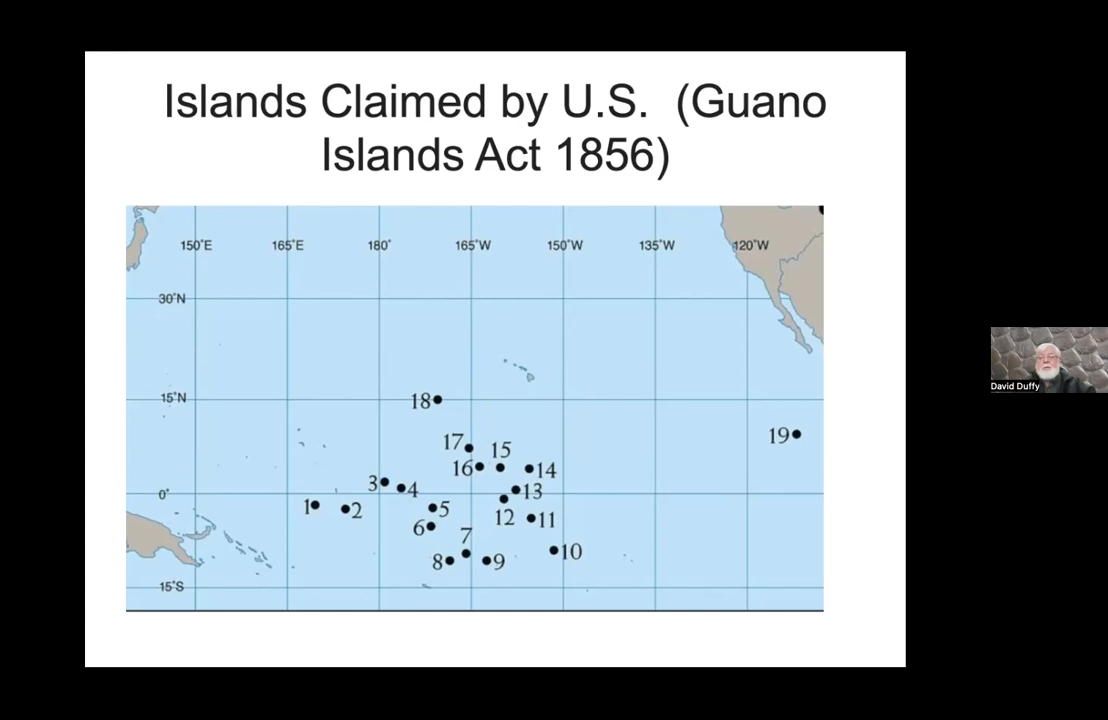 Islands Claimed by U.S. (Guano
Islands Act 1856)
150°E 165°E 180° 165°W 150°W 135°W 120°W
30°N
15°N
18
19
17 15
16 14
3 4 13
0°
1 2 5 12 11
6 7
8 9 10
15°S
David Duffy